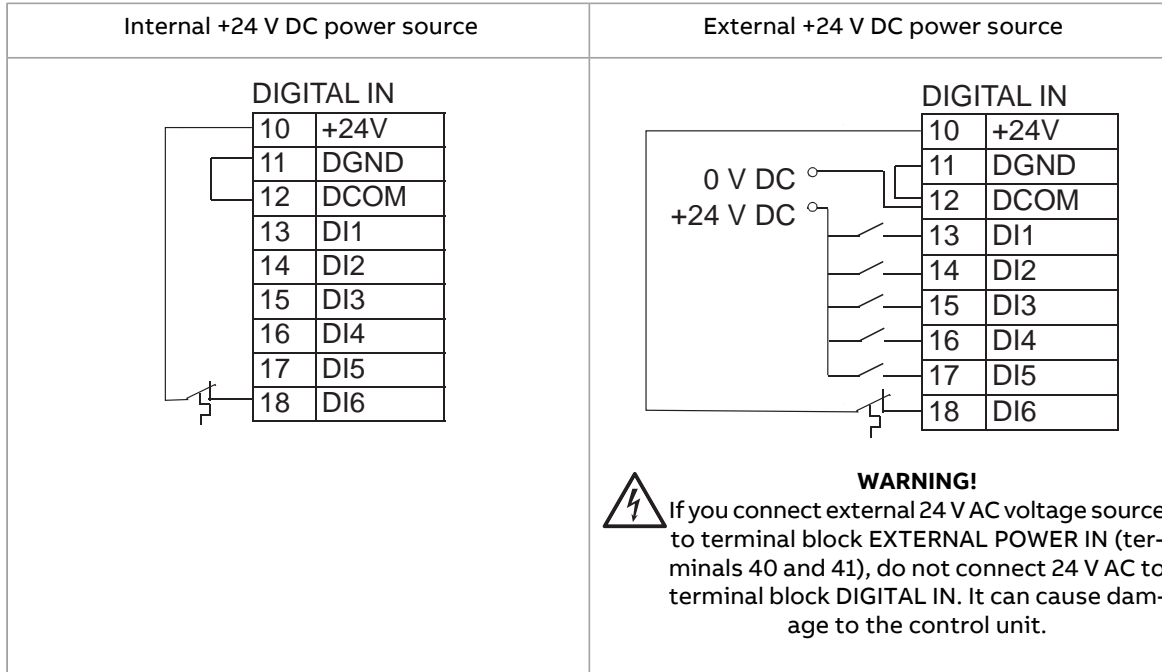 Internal +24 V DC power source
External +24 V DC power source
DIGITAL IN
10 +24V
11 DGND
12 DCOM
13 DI1
14 DI2
15 DI3
16 DI4
17 DI5
18 DI6
DIGITAL IN
0 V DC
+24 V DC
10 +24V
11 DGND
12 DCOM
13 DI1
14 DI2
15 DI3
16 DI4
17 DI5
18 DI6
WARNING!
If you connect external 24 V AC voltage source
to terminal block EXTERNAL POWER IN (ter-
minals 40 and 41), do not connect 24 V AC to
terminal block DIGITAL IN. It can cause dam-
age to the control unit.